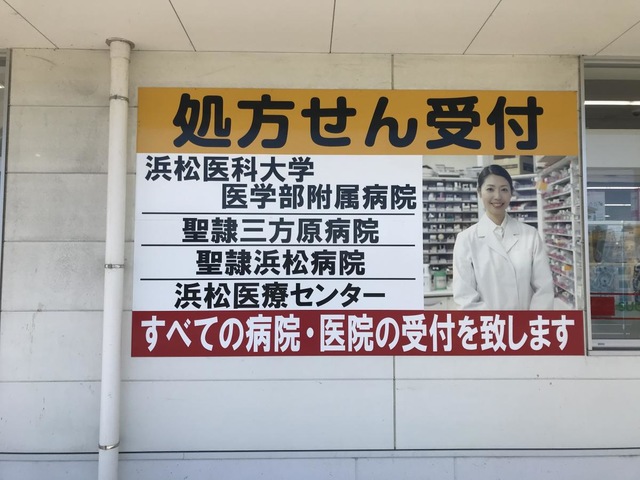 処方せん受付
浜松医科大学
医学部附属病院
聖隷三方原病院
聖隷浜松病院
浜松医療センター
すべての病院・医院の受付を致します